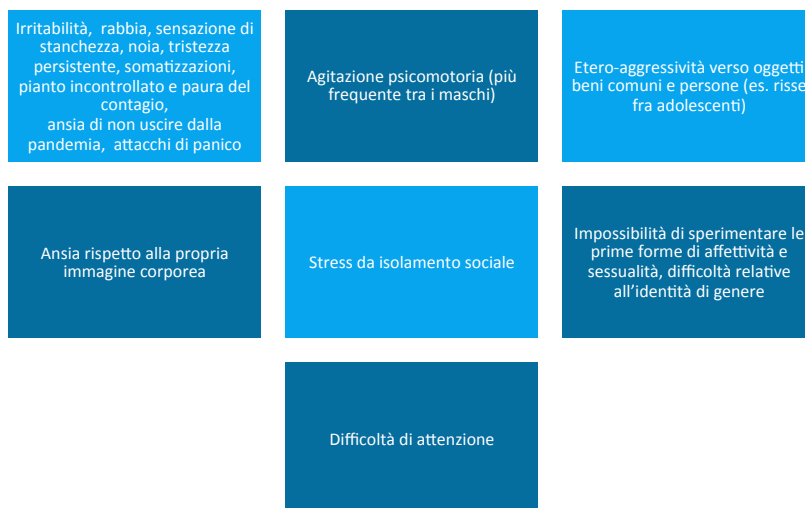 Irritabilità, rabbia, sensazione di
stanchezza, noia, tristezza
persistente, somatizzazioni,
pianto incontrollato e paura del
contagio,
ansia di non uscire dalla
pandemia, attacchi di panico
Agitazione psicomotoria (più
frequente tra i maschi)
Etero-aggressività verso oggetti
beni comuni e persone (es. risse
fra adolescenti)
Ansia rispetto alla propria
immagine corporea
Stress da isolamento sociale
Impossibilità di sperimentare le
prime forme di affettività e
sessualità, difficoltà relative
all'identità di genere
Difficoltà di attenzione